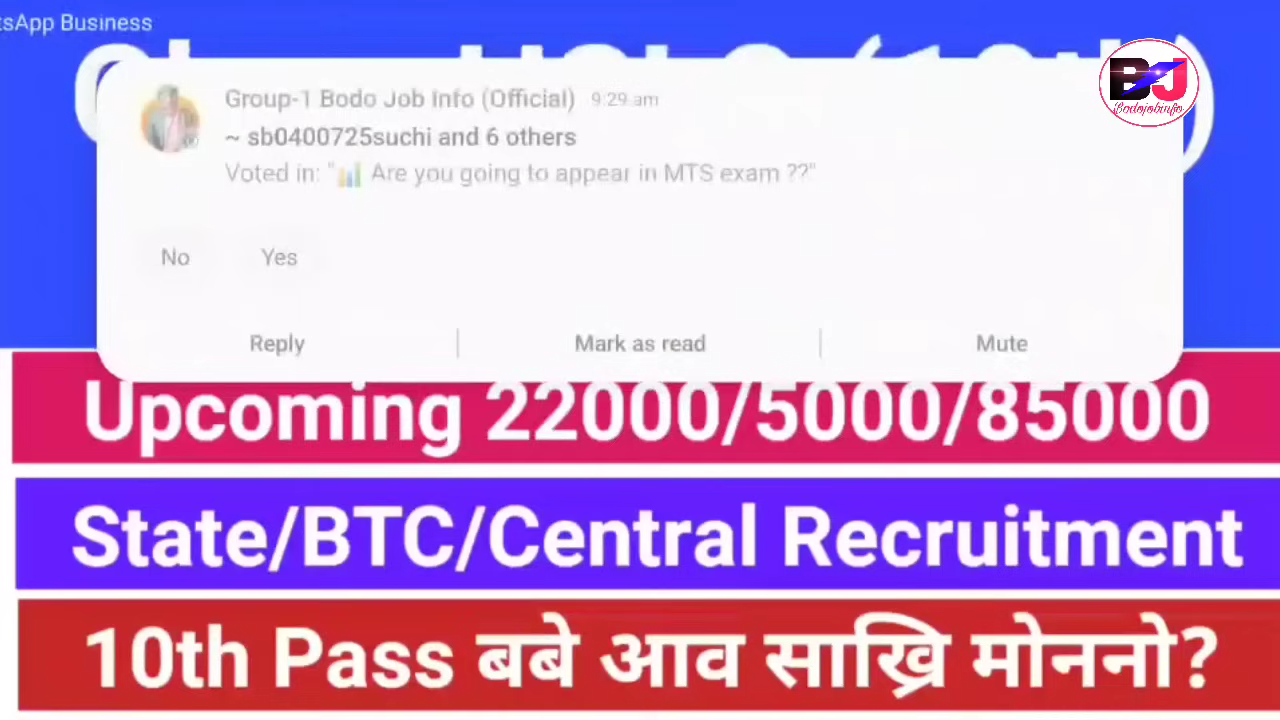 tsApp Business
Group-1 Bodo Job Info (Official) 9:29 am
~ sb0400725suchi and 6 others
Voted in: "📊 Are you going to appear in MTS exam ??"
No Yes
Reply Mark as read Mute
BJ
Bodojobinfo
Upcoming 22000/5000/85000
State/BTC/Central Recruitment
10th Pass बबे आव साख्रि मोननो?